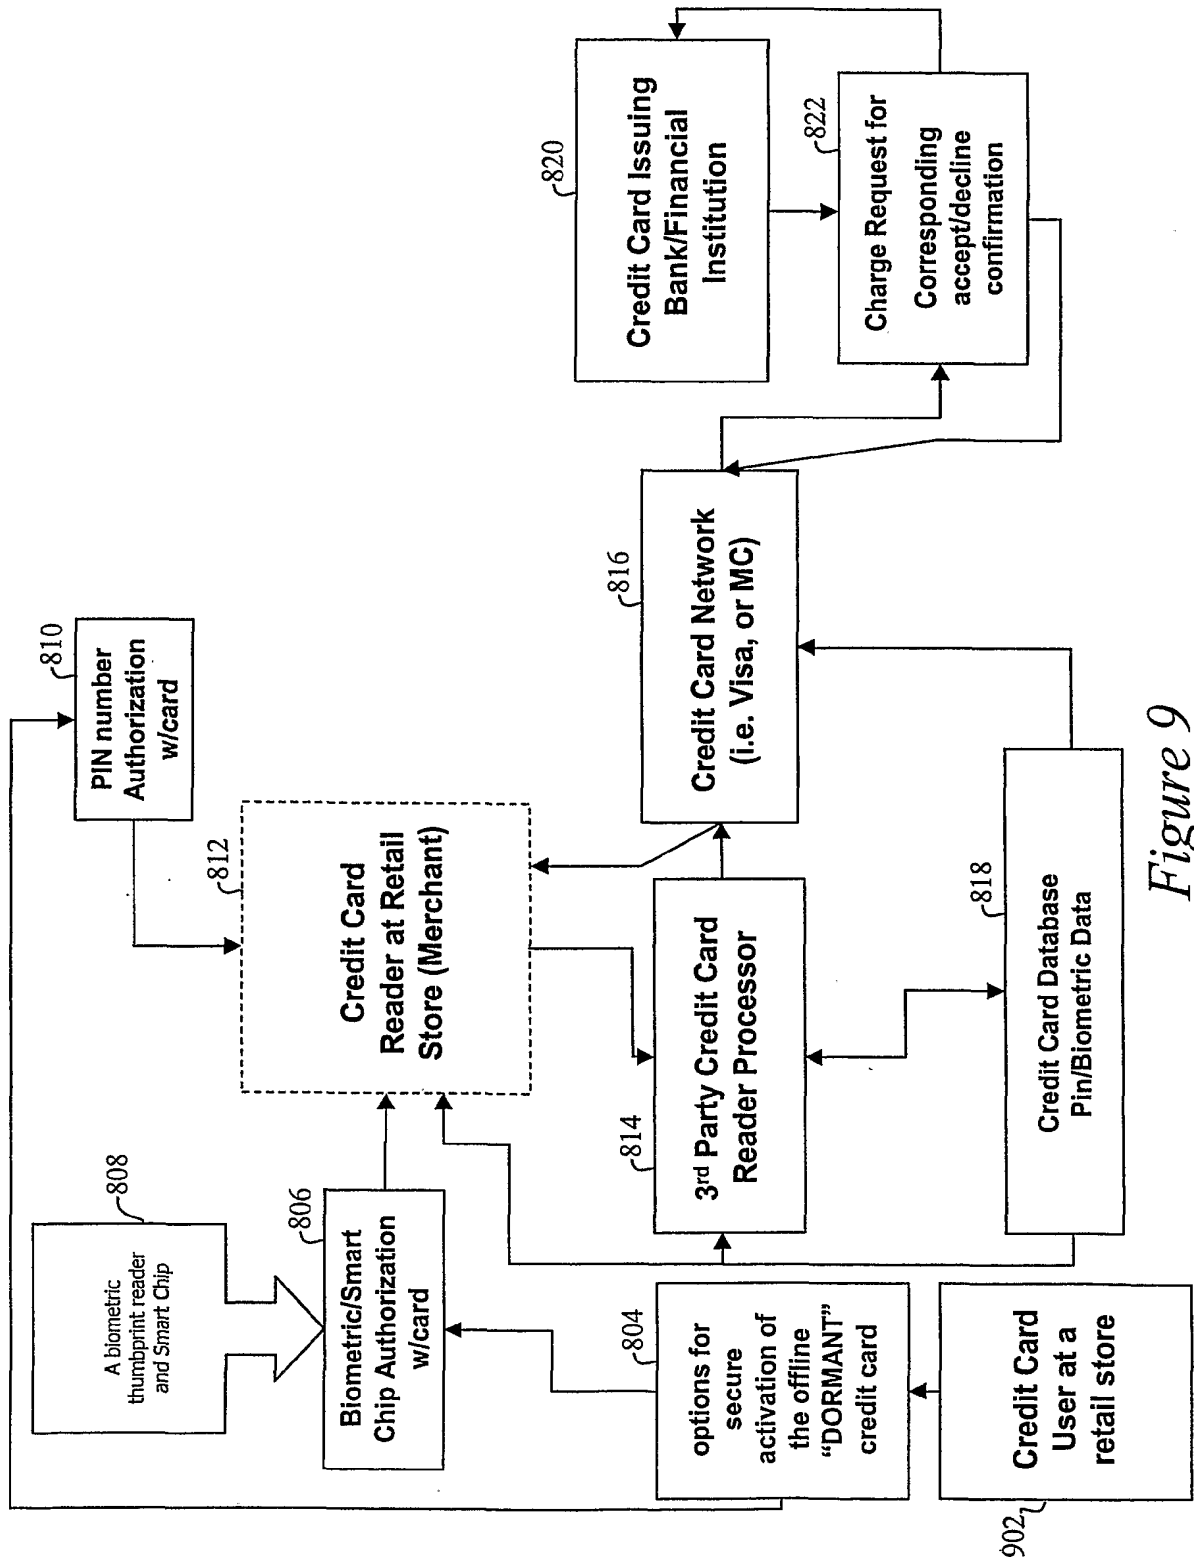 A biometric
thumbprint reader
and Smart Chip
808
Biometric/Smart
Chip Authorization
w/card
806
options for
secure
activation of
the offline
“DORMANT”
credit card
804
Credit Card
User at a
retail store
902
PIN number
Authorization
w/card
810
Credit Card
Reader at Retail
Store (Merchant)
812
3rd Party Credit Card
Reader Processor
814
Credit Card Database
Pin/Biometric Data
818
Credit Card Network
(i.e. Visa, or MC)
816
Credit Card Issuing
Bank/Financial
Institution
820
Charge Request for
Corresponding
accept/decline
confirmation
822
Figure 9